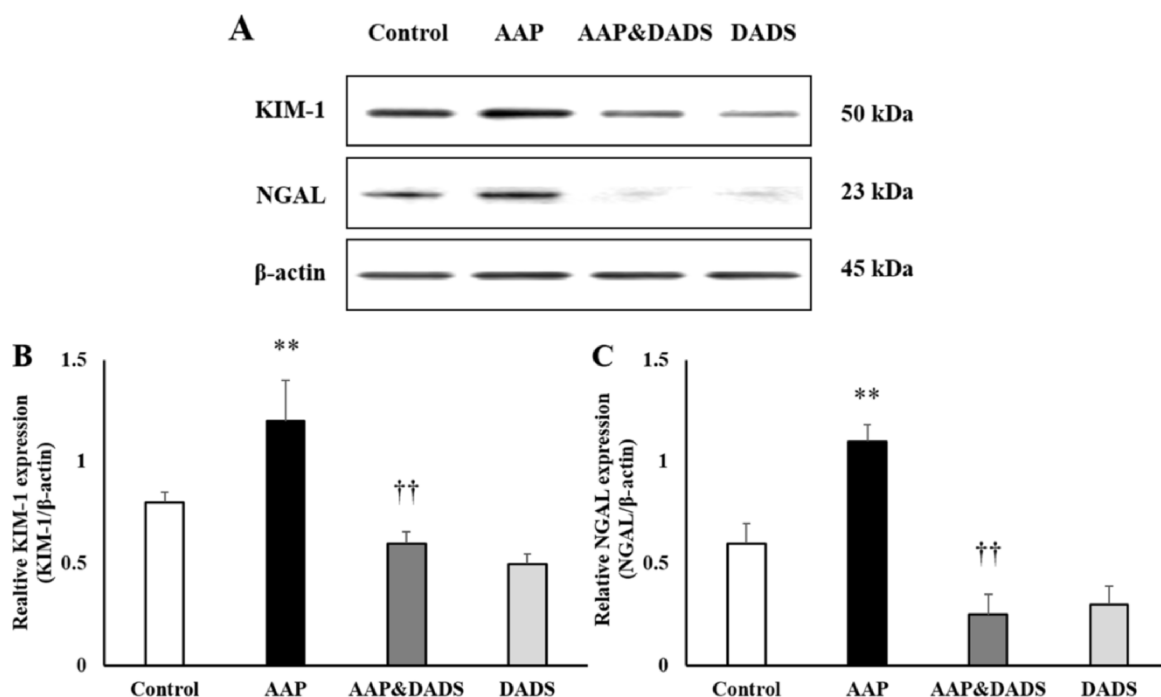 A
Control AAP AAP&DADS DADS
KIM-1 50 kDa
NGAL 23 kDa
β-actin 45 kDa
B
Realtive KIM-1 expression
(KIM-1/β-actin)
1.5
1
0.5
0
**
††
Control AAP AAP&DADS DADS
C
Relative NGAL expression
(NGAL/β-actin)
1.5
1
0.5
0
**
††
Control AAP AAP&DADS DADS